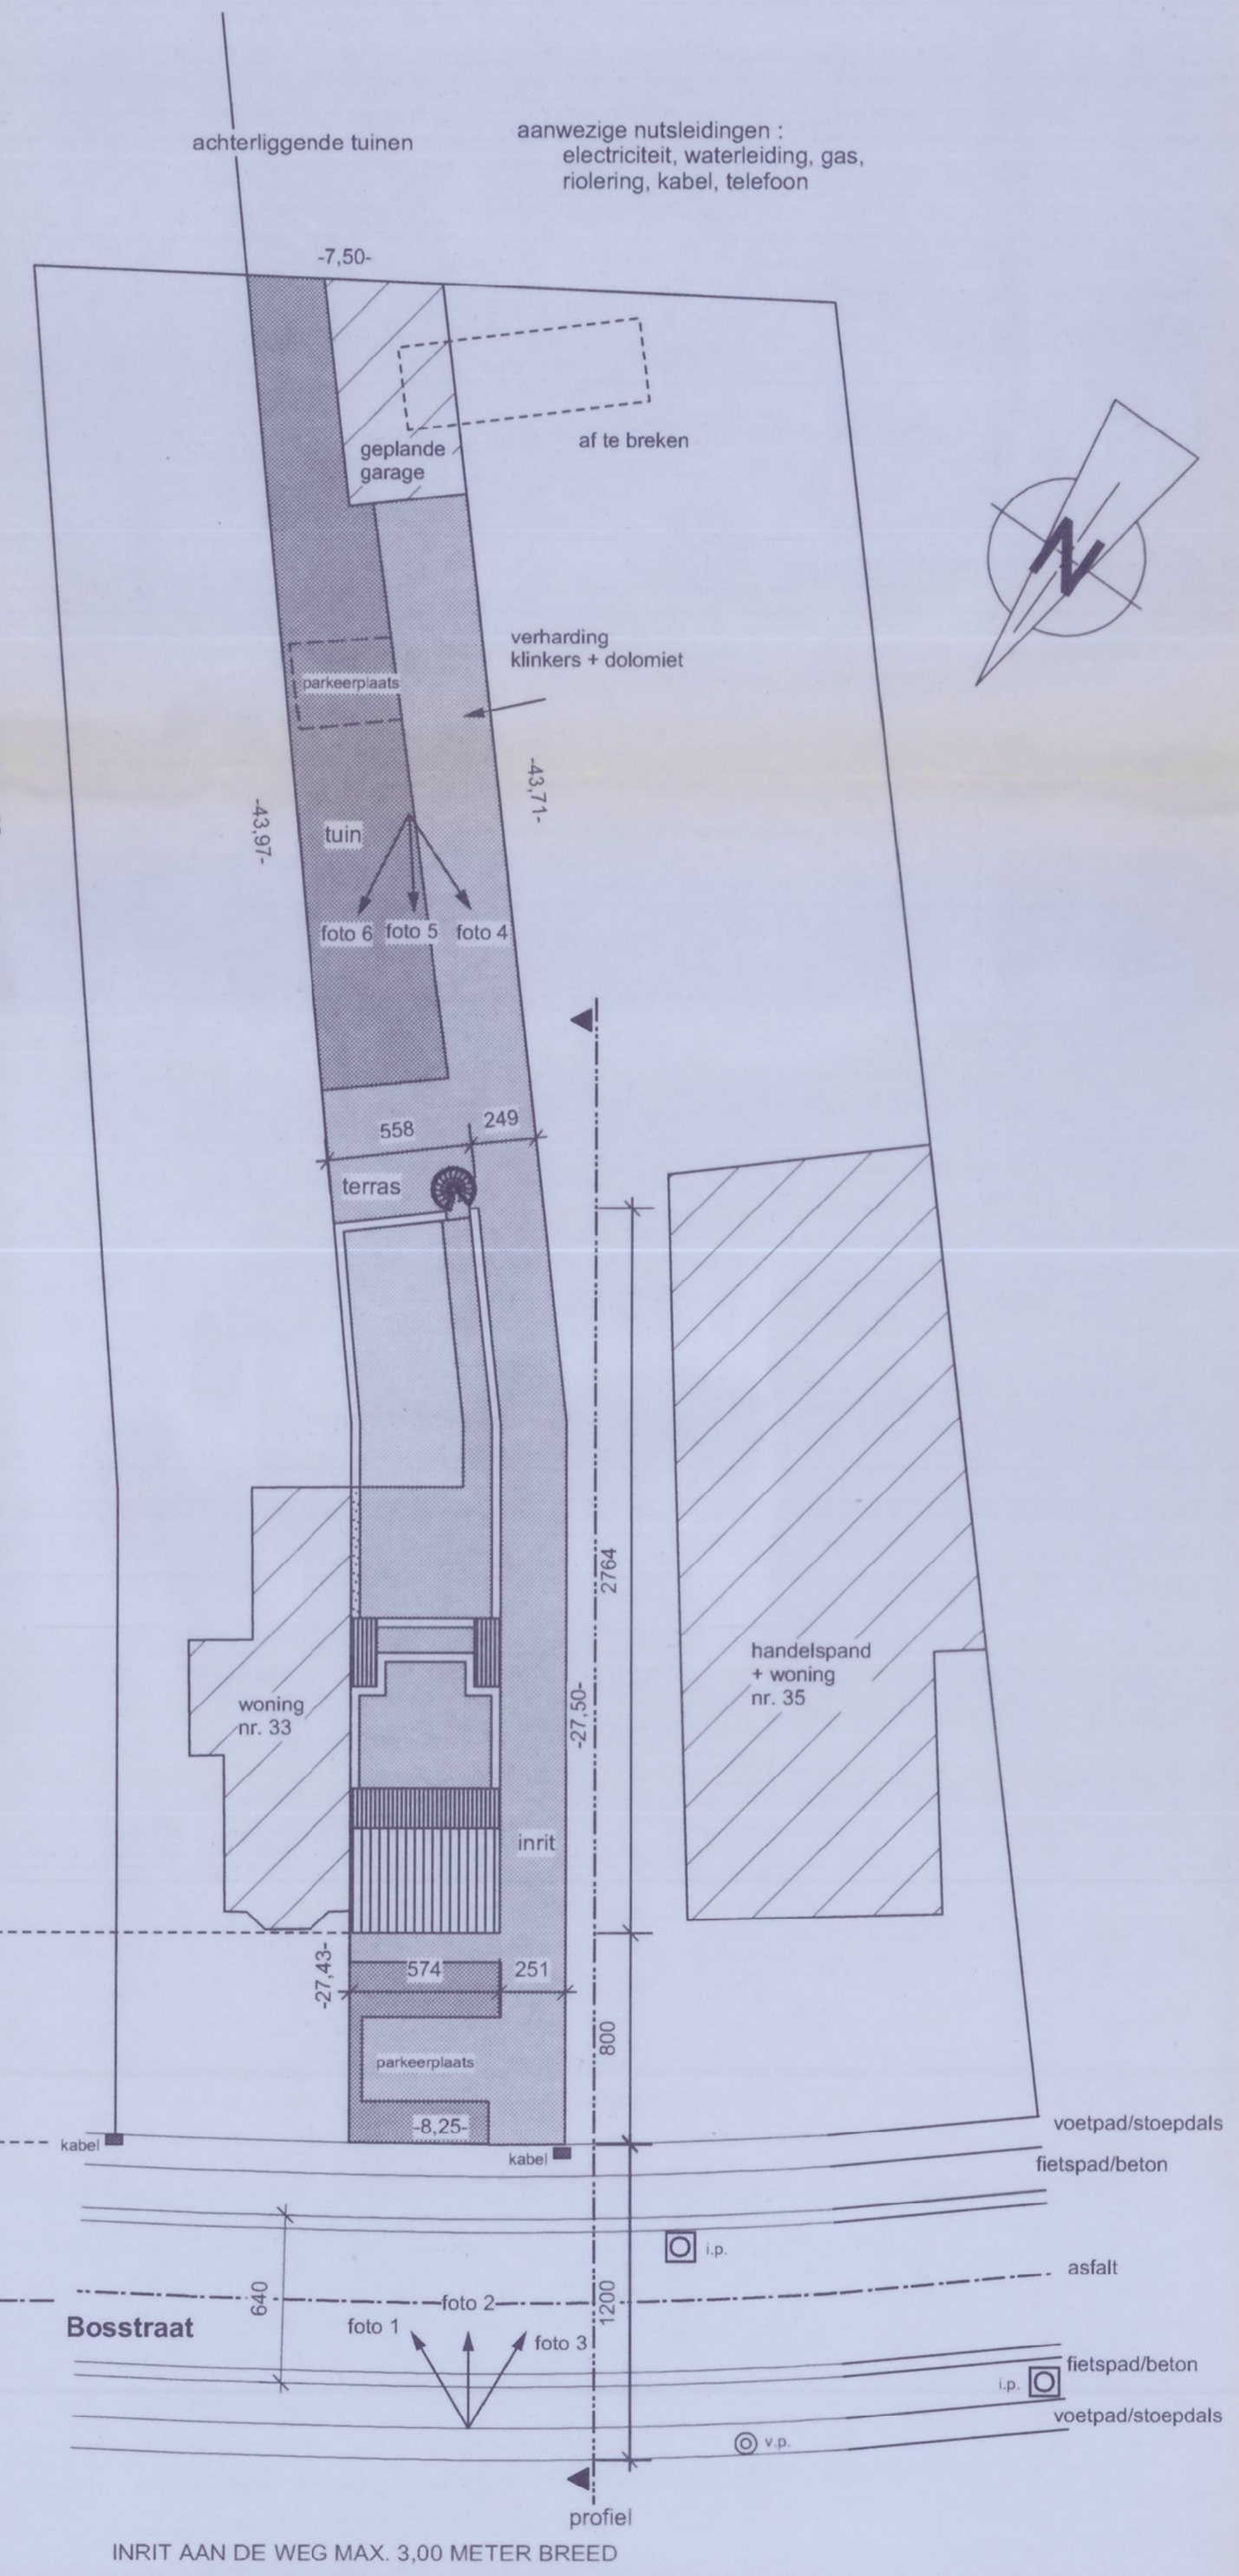 achterliggende tuinen
aanwezige nutsleidingen :
electriciteit, waterleiding, gas,
riolering, kabel, telefoon
-7,50-
af te breken
geplande
garage
N
verharding
klinkers + dolomiet
parkeerplaats
-43,71-
-43,97-
tuin
foto 6
foto 5
foto 4
558
249
terras
2764
handelspand
+ woning
nr. 35
-27,50-
woning
nr. 33
inrit
-27,43-
574
251
800
parkeerplaats
-8,25-
kabel
kabel
voetpad/stoepdals
fietspad/beton
i.p.
asfalt
640
foto 2
1200
Bosstraat
foto 1
foto 3
fietspad/beton
i.p.
voetpad/stoepdals
v.p.
profiel
INRIT AAN DE WEG MAX. 3,00 METER BREED